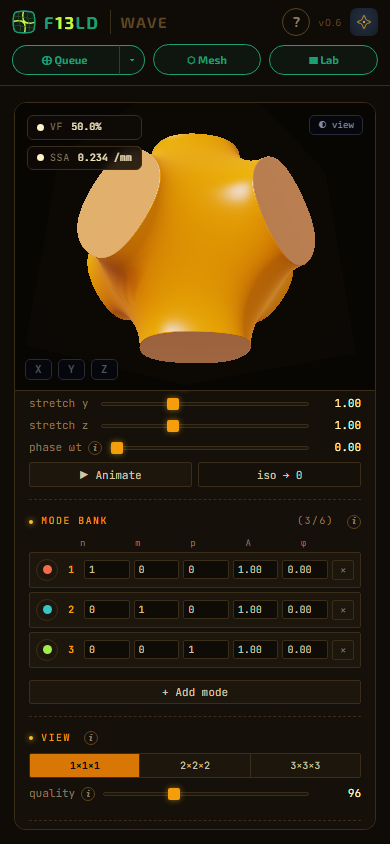 F13LD WAVE ? v0.6
⊕ Queue ▾ ⬡ Mesh ▦ Lab
VF 50.0%
◐ view
SSA 0.234 /mm
X Y Z
stretch y 1.00
stretch z 1.00
phase ωt i 0.00
▶ Animate iso → 0
MODE BANK (3/6) i
n m p A φ
1 1 0 0 1.00 0.00 ×
2 0 1 0 1.00 0.00 ×
3 0 0 1 1.00 0.00 ×
+ Add mode
VIEW i
1×1×1 2×2×2 3×3×3
quality i 96